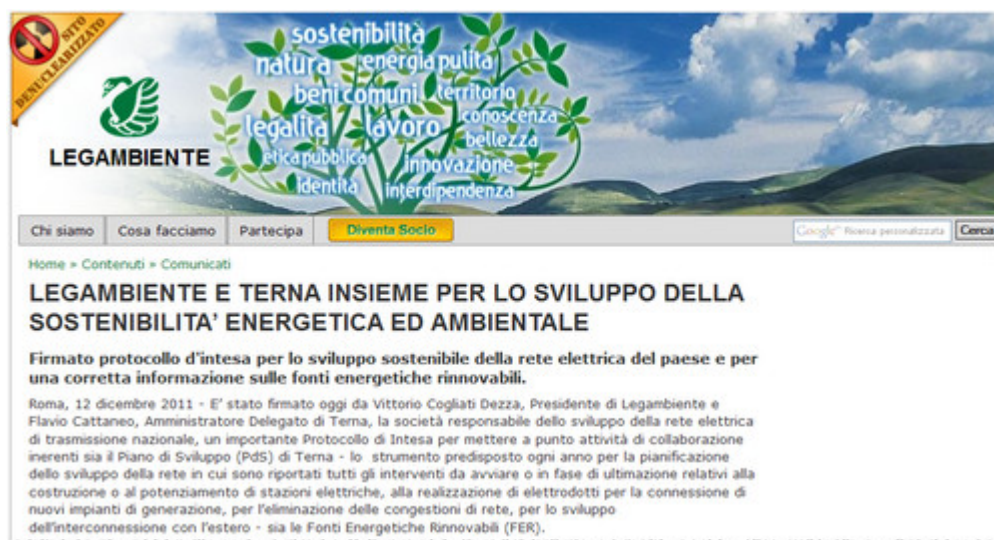 SITO
DENUCLEARIZZATO
sostenibilità
natura energia pulita
beni comuni territorio
conoscenza
legalità lavoro
bellezza
etica pubblica innovazione
identità interdipendenza
LEGAMBIENTE
Chi siamo Cosa facciamo Partecipa Diventa Socio Google Ricerca personalizzata Cerca
Home » Contenuti » Comunicati
LEGAMBIENTE E TERNA INSIEME PER LO SVILUPPO DELLA
SOSTENIBILITA' ENERGETICA ED AMBIENTALE
Firmato protocollo d'intesa per lo sviluppo sostenibile della rete elettrica del paese e per
una corretta informazione sulle fonti energetiche rinnovabili.
Roma, 12 dicembre 2011 - E' stato firmato oggi da Vittorio Cogliati Dezza, Presidente di Legambiente e
Flavio Cattaneo, Amministratore Delegato di Terna, la società responsabile dello sviluppo della rete elettrica
di trasmissione nazionale, un importante Protocollo di Intesa per mettere a punto attività di collaborazione
inerenti sia il Piano di Sviluppo (PdS) di Terna - lo strumento predisposto ogni anno per la pianificazione
dello sviluppo della rete in cui sono riportati tutti gli interventi da avviare o in fase di ultimazione relativi alla
costruzione o al potenziamento di stazioni elettriche, alla realizzazione di elettrodotti per la connessione di
nuovi impianti di generazione, per l'eliminazione delle congestioni di rete, per lo sviluppo
dell'interconnessione con l'estero - sia le Fonti Energetiche Rinnovabili (FER).